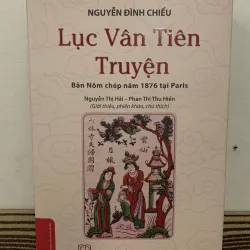 NGUYỄN ĐÌNH CHIỂU
Lục Vân Tiên
Truyện
Bản Nôm chép năm 1876 tại Paris
Nguyễn Thị Hải – Phan Thị Thu Hiền
(Giới thiệu, phiên khảo, chú thích)